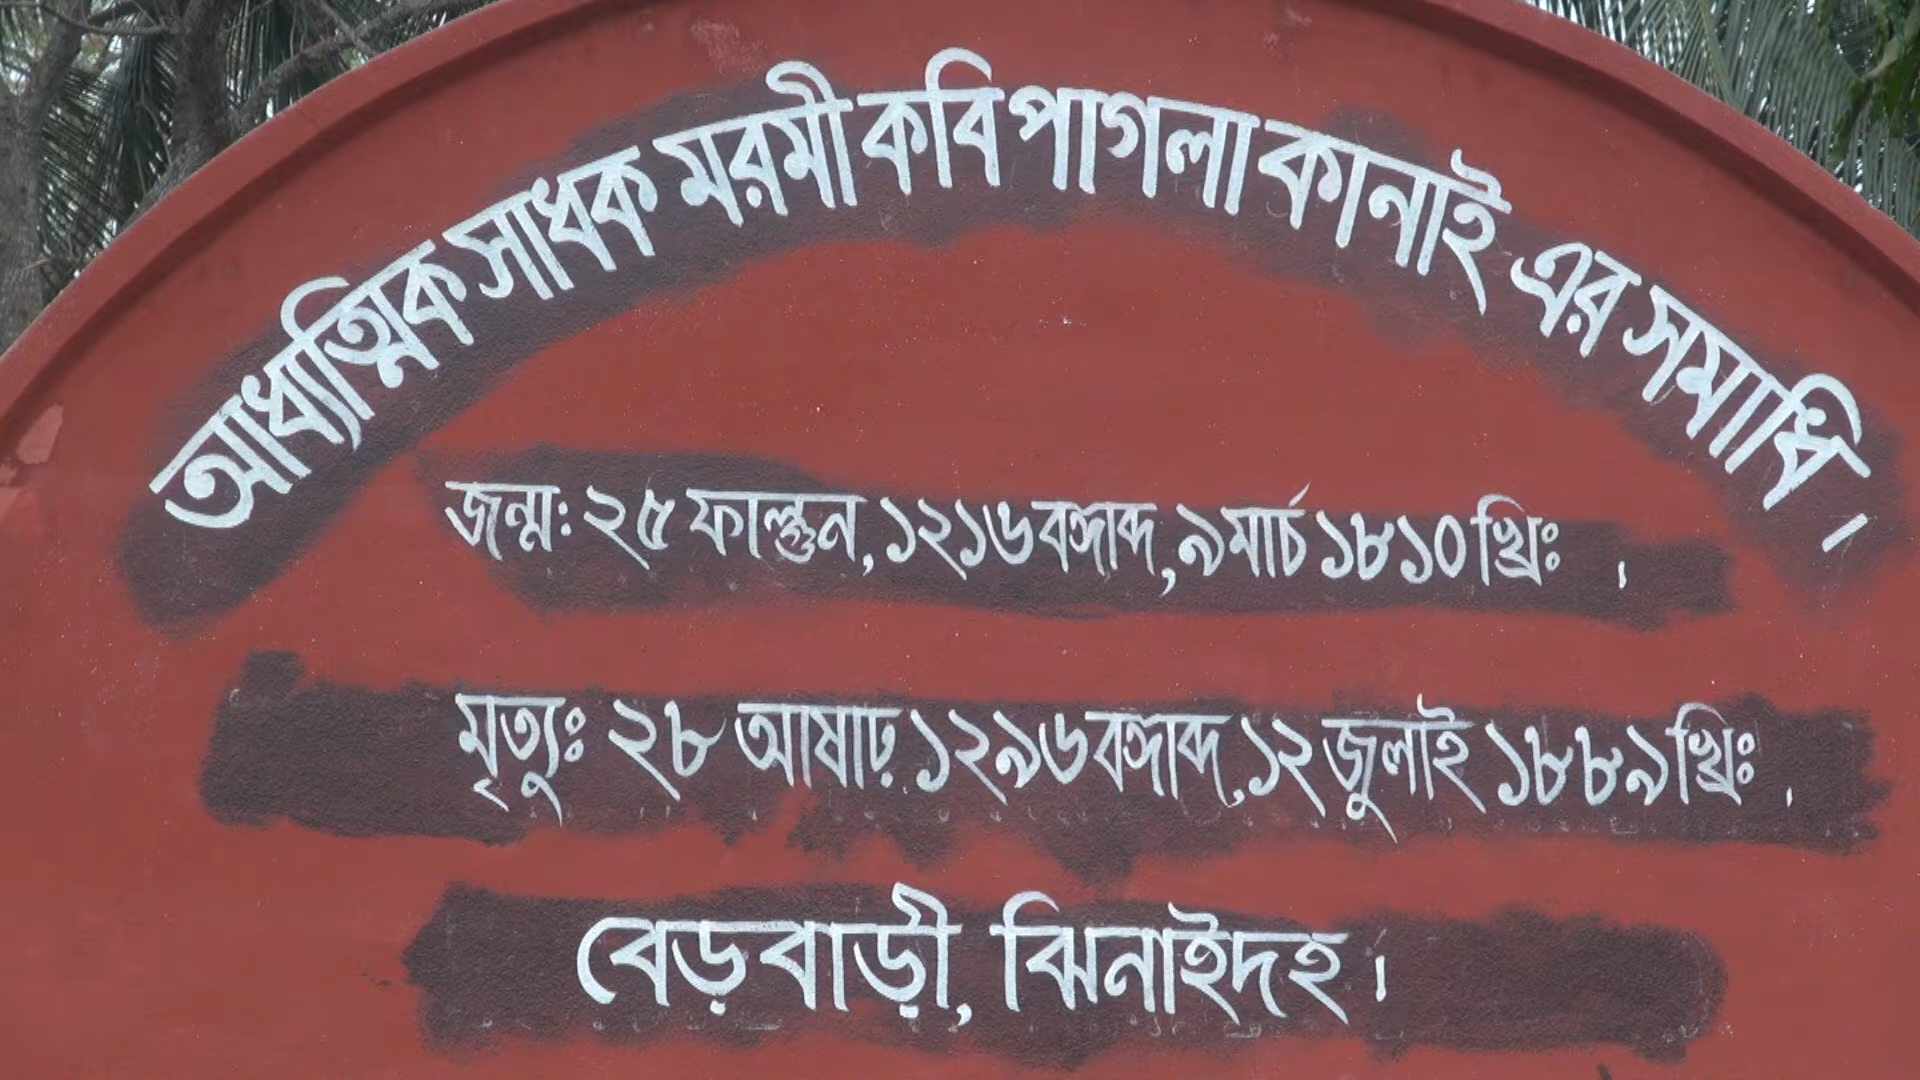 আধ্যাত্মিক সাধক মরমী কবি পাগলা কানাই এর সমাধি।
জন্ম: ২৫ ফাল্গুন, ১২১৬ বঙ্গাব্দ, ৯ মার্চ ১৮১০ খ্রিঃ ।
মৃত্যুঃ ২৮ আষাঢ় ১২৯৬ বঙ্গাব্দ, ১২ জুলাই ১৮৮৯ খ্রিঃ ।
বেড়বাড়ী, ঝিনাইদহ।